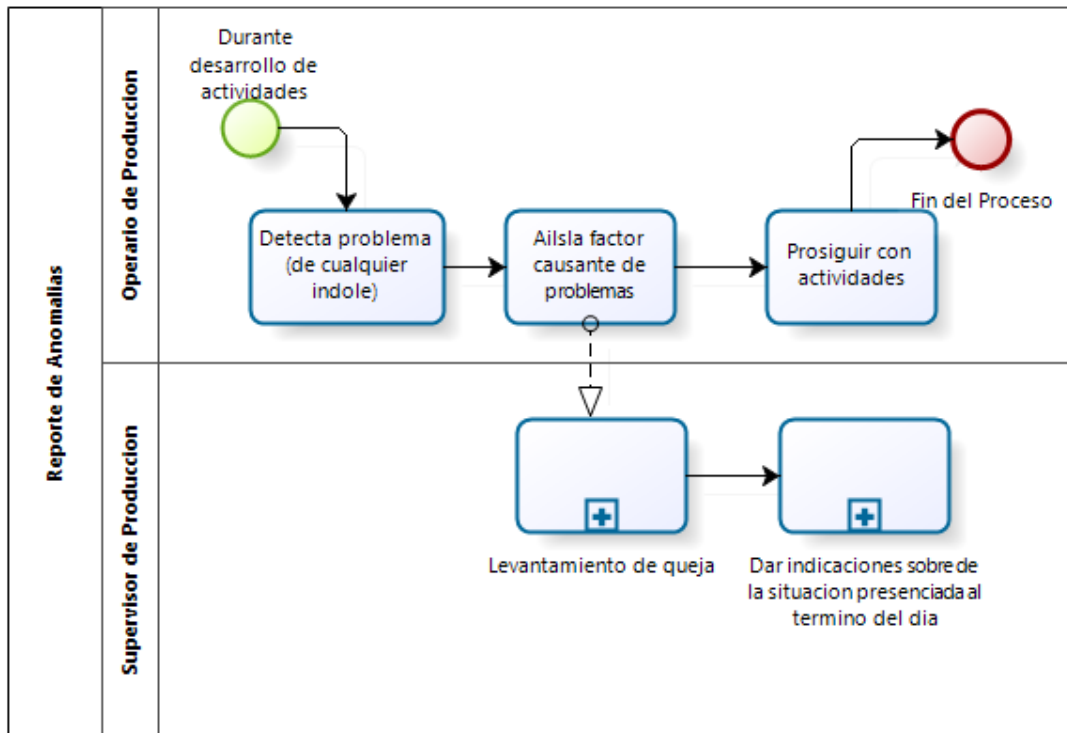 Reporte de Anomalias
Operario de Produccion
Durante
desarrollo de
actividades
Detecta problema
(de cualquier
indole)
Ailsla factor
causante de
problemas
Prosiguir con
actividades
Fin del Proceso
Supervisor de Produccion
Levantamiento de queja
Dar indicaciones sobre de
la situacion presenciada al
termino del dia